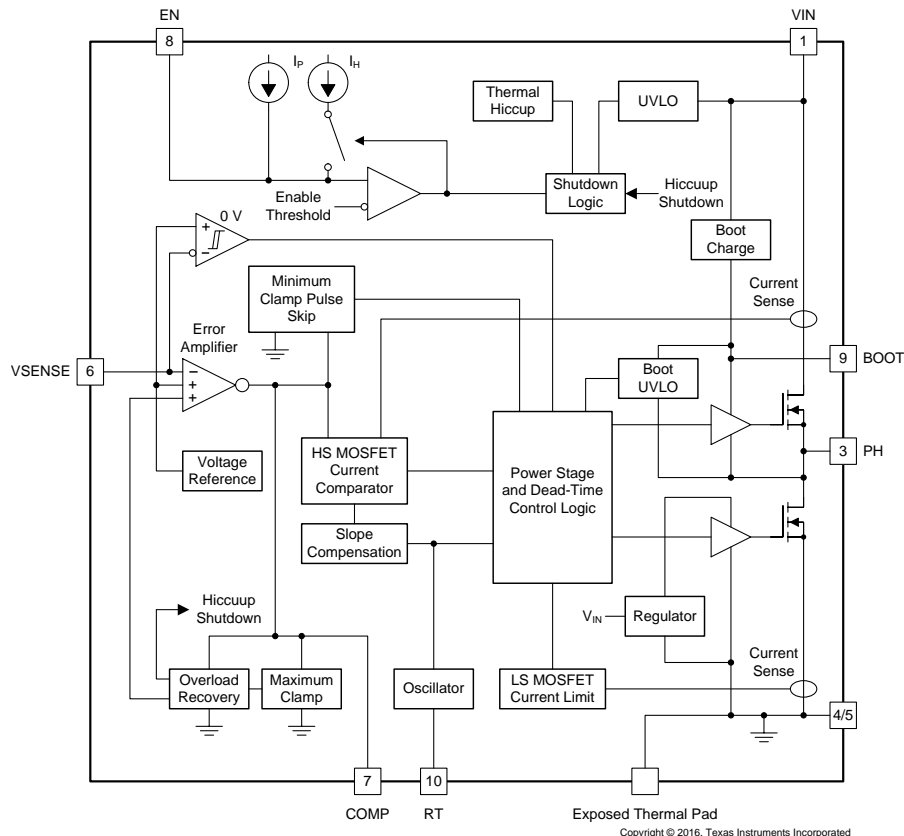 EN
VIN
8
1
IP
IH
Thermal
Hiccup
UVLO
Enable
Threshold
Shutdown
Logic
Hiccuup
Shutdown
0 V
+
−
Boot
Charge
Minimum
Clamp Pulse
Skip
Current
Sense
Error
Amplifier
VSENSE
6
−
+
+
9
BOOT
Boot
UVLO
Voltage
Reference
HS MOSFET
Current
Comparator
Power Stage
and Dead-Time
Control Logic
3
PH
Slope
Compensation
Hiccuup
Shutdown
VIN
Regulator
Current
Sense
Overload
Recovery
Maximum
Clamp
Oscillator
LS MOSFET
Current Limit
4/5
7
10
COMP
RT
Exposed Thermal Pad
Copyright © 2016, Texas Instruments Incorporated